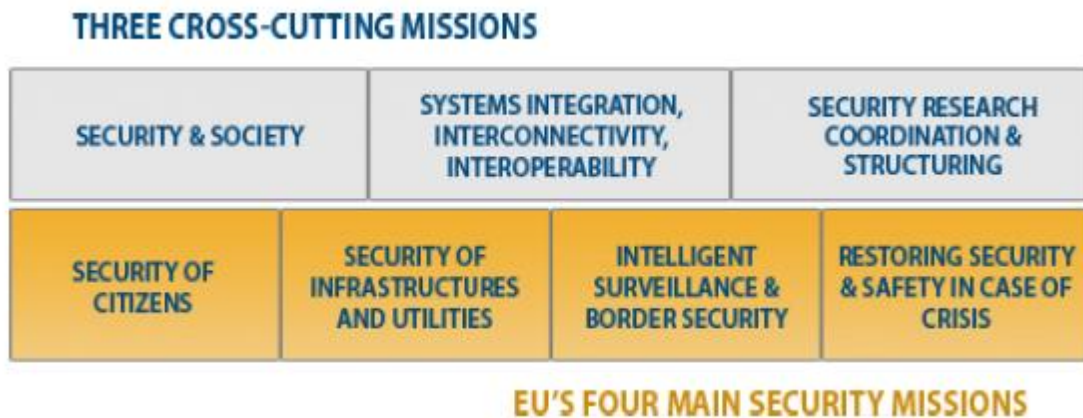 THREE CROSS-CUTTING MISSIONS
SECURITY & SOCIETY
SYSTEMS INTEGRATION,
INTERCONNECTIVITY,
INTEROPERABILITY
SECURITY RESEARCH
COORDINATION &
STRUCTURING
SECURITY OF
CITIZENS
SECURITY OF
INFRASTRUCTURES
AND UTILITIES
INTELLIGENT
SURVEILLANCE &
BORDER SECURITY
RESTORING SECURITY
& SAFETY IN CASE OF
CRISIS
EU'S FOUR MAIN SECURITY MISSIONS